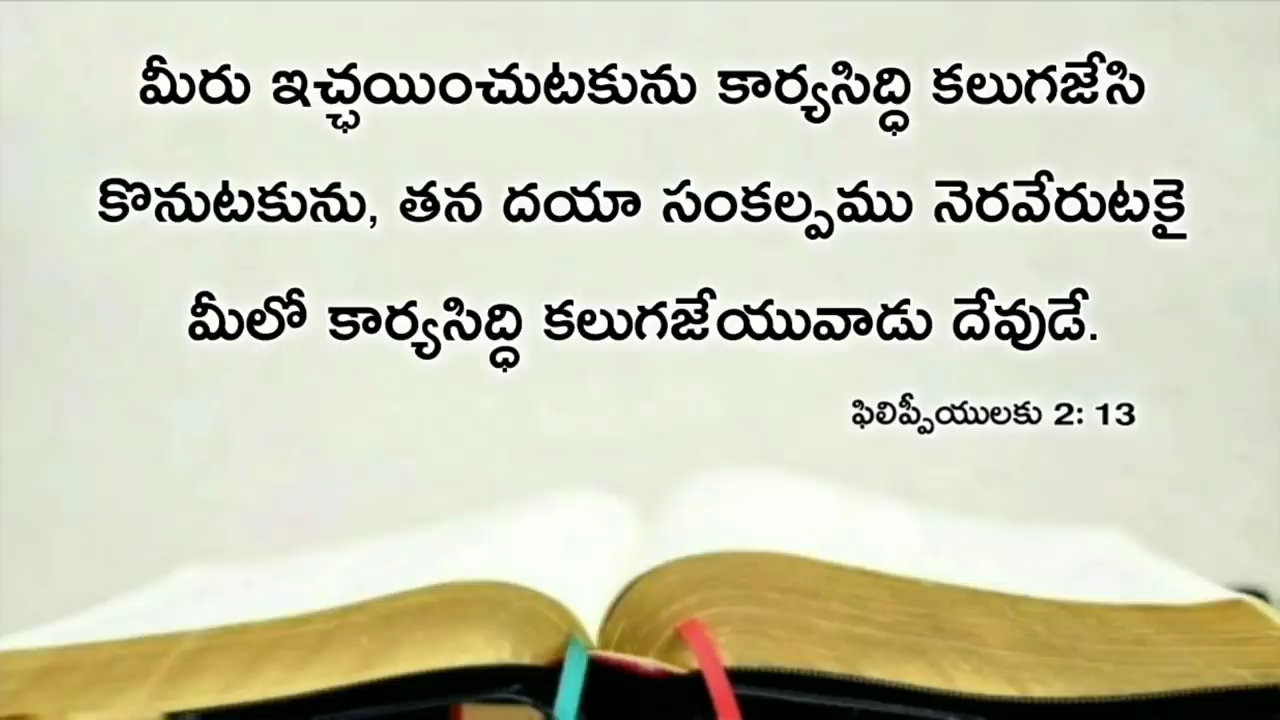 మీరు ఇచ్ఛయించుటకును కార్యసిద్ధి కలుగజేసి
కొనుటకును, తన దయా సంకల్పము నెరవేరుటకై
మీలో కార్యసిద్ధి కలుగజేయువాడు దేవుడే.
ఫిలిప్పీయులకు 2: 13